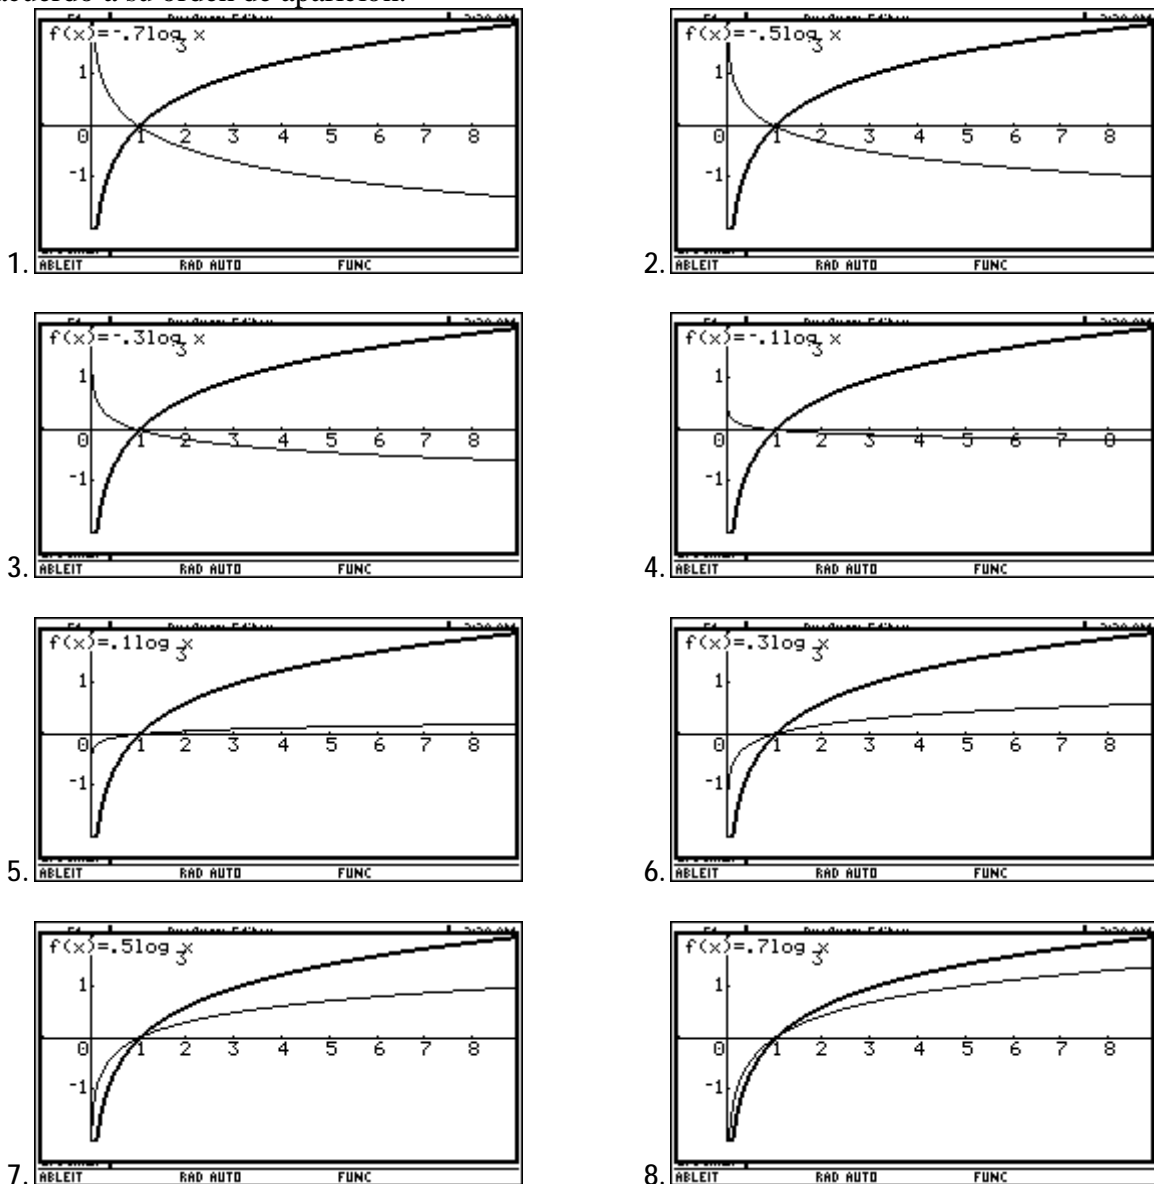 acuerdo a su orden de aparición.
f(x)=-.7log₃ x
1
0 1 2 3 4 5 6 7 8
-1
1. ABLEIT RAD AUTO FUNC
f(x)=-.5log₃ x
1
0 1 2 3 4 5 6 7 8
-1
2. ABLEIT RAD AUTO FUNC
f(x)=-.3log₃ x
1
0 1 2 3 4 5 6 7 8
-1
3. ABLEIT RAD AUTO FUNC
f(x)=-.1log₃ x
1
0 1 2 3 4 5 6 7 8
-1
4. ABLEIT RAD AUTO FUNC
f(x)=.1log₃x
1
0 1 2 3 4 5 6 7 8
-1
5. ABLEIT RAD AUTO FUNC
f(x)=.3log₃x
1
0 1 2 3 4 5 6 7 8
-1
6. ABLEIT RAD AUTO FUNC
f(x)=.5log₃x
1
0 1 2 3 4 5 6 7 8
-1
7. ABLEIT RAD AUTO FUNC
f(x)=.7log₃x
1
0 1 2 3 4 5 6 7 8
-1
8. ABLEIT RAD AUTO FUNC